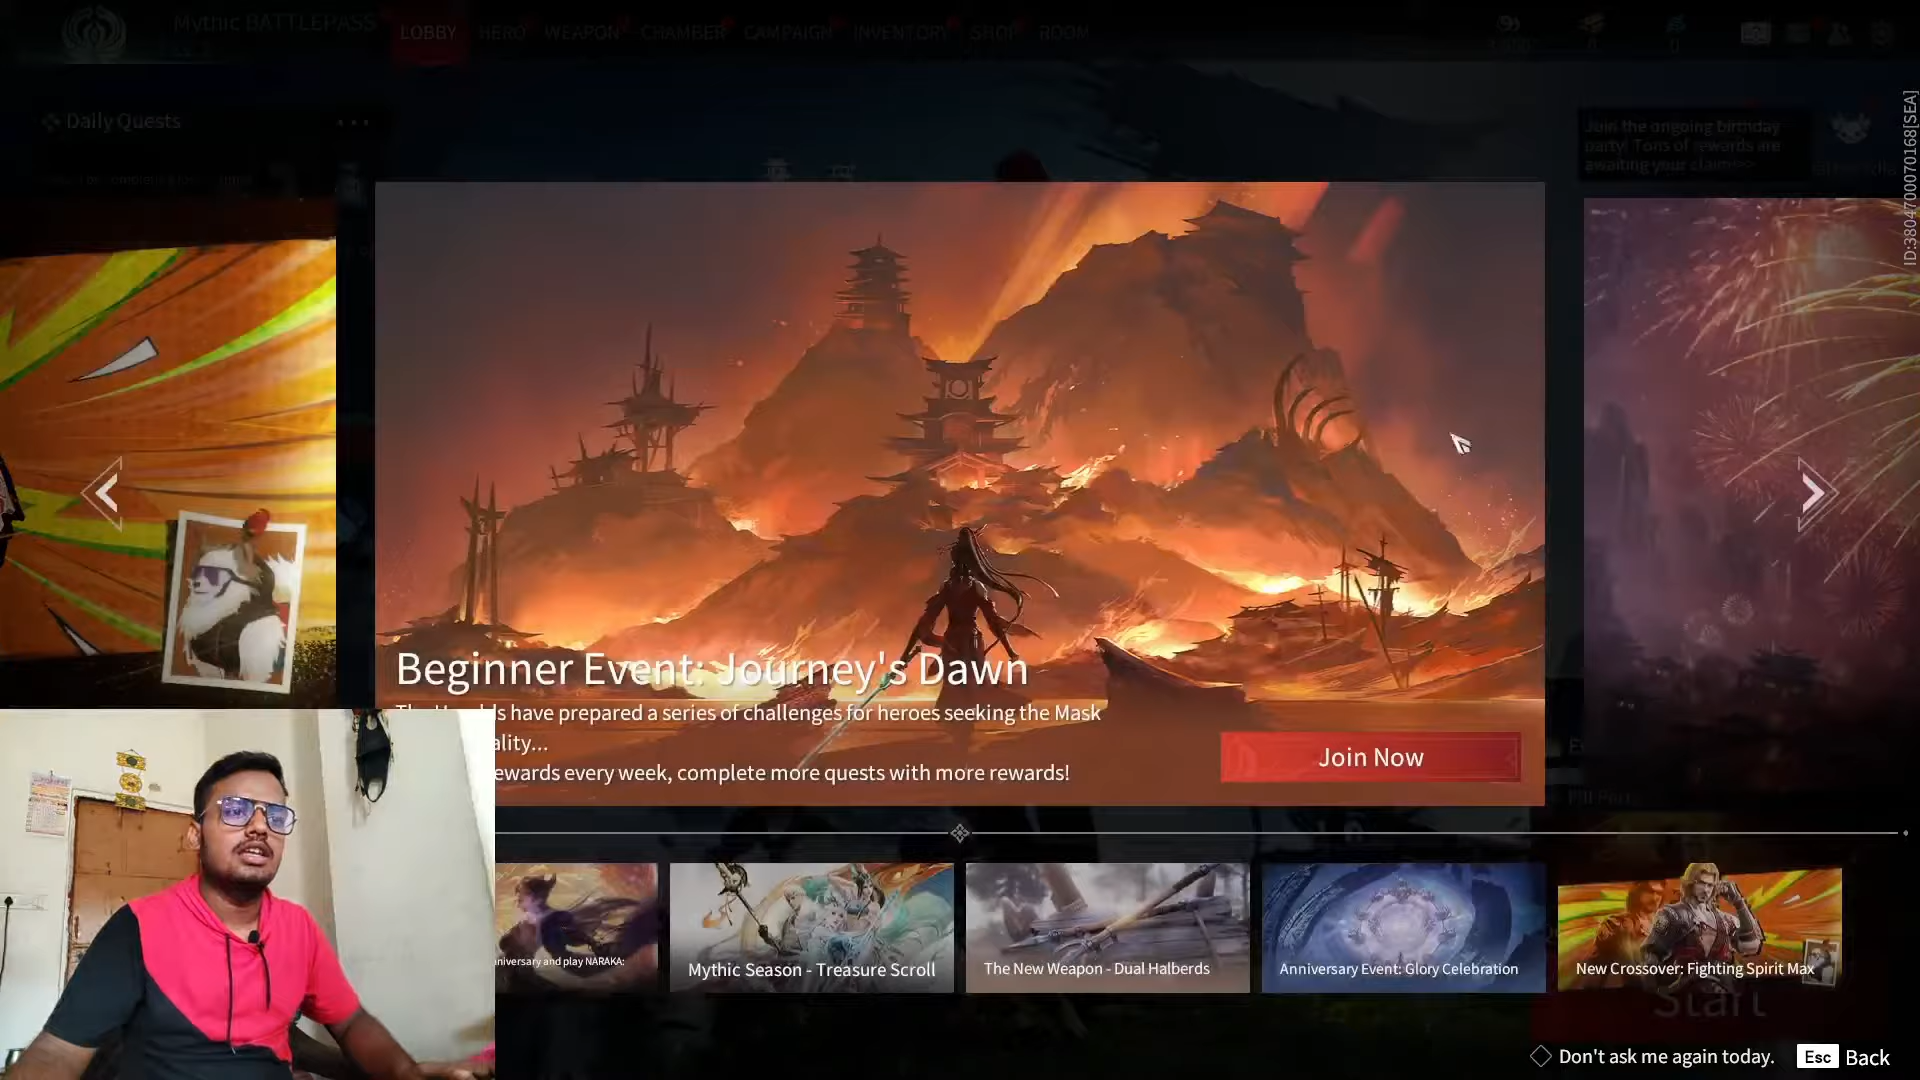 Mythic BATTLEPASS
LOBBY
HERO
WEAPON
CHAMBER
CAMPAIGN
INVENTORY
SHOP
ROOM
Daily Quests
Join the ongoing birthday
party! Tons of rewards are
awaiting your claim>>>
ID:3804700070168[SEA]
Beginner Event: Journey's Dawn
The have prepared a series of challenges for heroes seeking the Mask
ality...
ewards every week, complete more quests with more rewards!
Join Now
niversary and play NARAKA:
Mythic Season - Treasure Scroll
The New Weapon - Dual Halberds
Anniversary Event: Glory Celebration
New Crossover: Fighting Spirit Max
Start
Don't ask me again today.
Esc Back